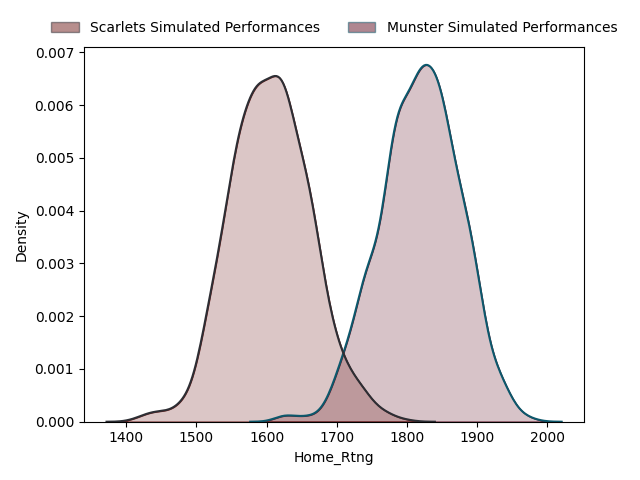 Scarlets Simulated Performances Munster Simulated Performances
0.007
0.006
0.005
0.004
0.003
0.002
0.001
0.000
Density
1400 1500 1600 1700 1800 1900 2000
Home_Rtng